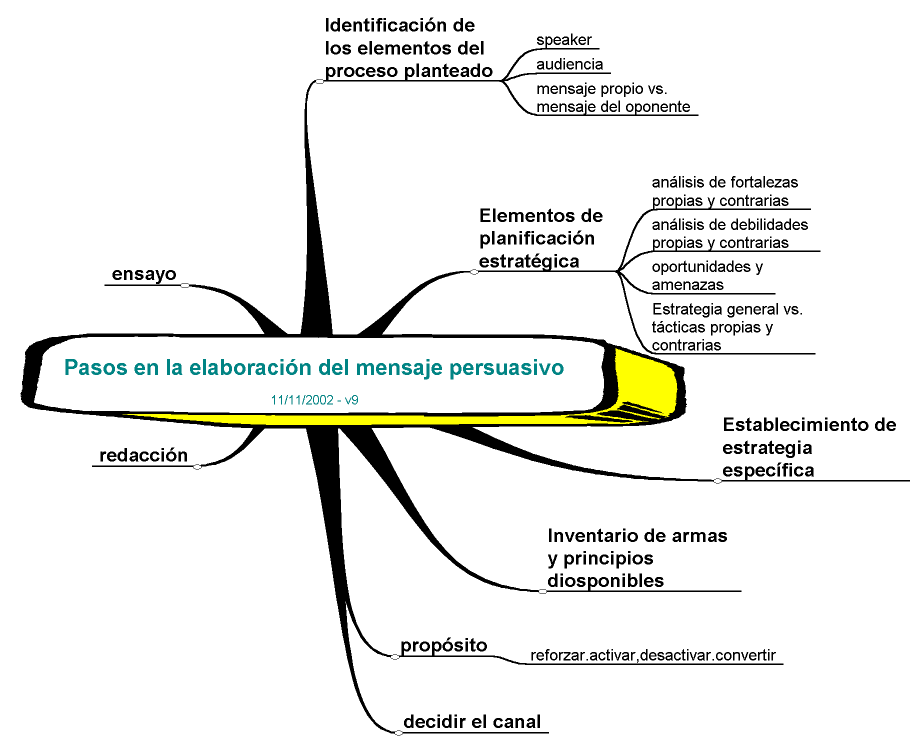 Identificación de
los elementos del
proceso planteado
speaker
audiencia
mensaje propio vs.
mensaje del oponente
Elementos de
planificación
estratégica
análisis de fortalezas
propias y contrarias
análisis de debilidades
propias y contrarias
oportunidades y
amenazas
Estrategia general vs.
tácticas propias y
contrarias
ensayo
Pasos en la elaboración del mensaje persuasivo
11/11/2002 - v9
Establecimiento de
estrategia
específica
redacción
Inventario de armas
y principios
diosponibles
propósito
reforzar.activar,desactivar.convertir
decidir el canal